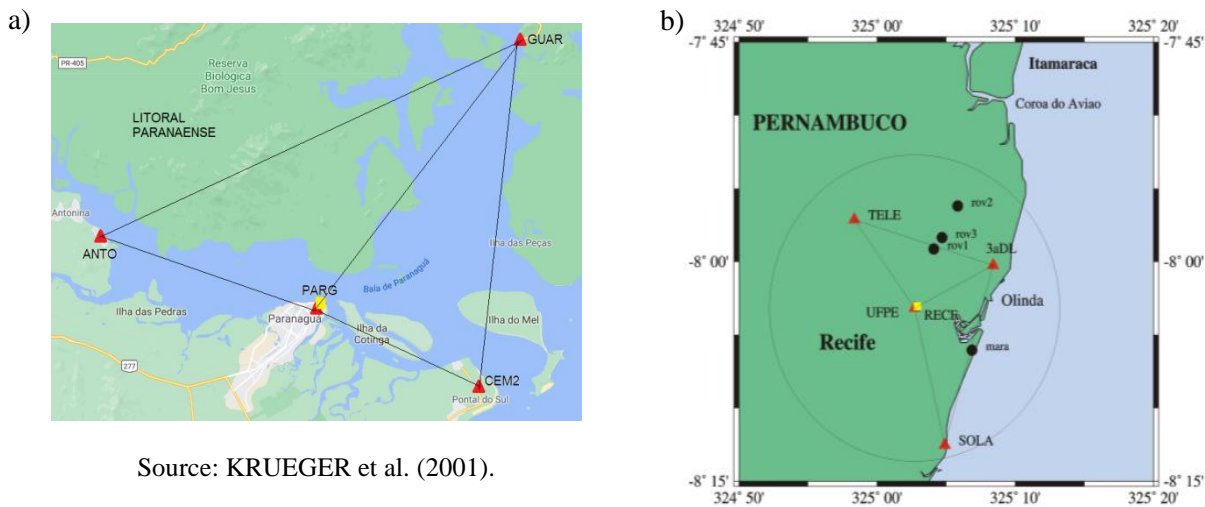 a)
GUAR
PR-405
Reserva
Biológica
Bom Jesus
LITORAL
PARANAENSE
Antonina
ANTO
Ilha das Peças
Baía de Paranaguá
PARG
Ilha das Pedras
Paranaguá
Ilha da
Cotinga
Ilha do Mel
277
CEM2
Pontal do Sul
Source: KRUEGER et al. (2001).
b)
324° 50' 325° 00' 325° 10' 325° 20'
-7° 45' -7° 45'
Itamaraca
Coroa do Aviao
PERNAMBUCO
TELE
rov2
rov3
rov1
3aDL
-8° 00' -8° 00'
Olinda
UFPE
RECF
Recife
mara
SOLA
-8° 15' -8° 15'
324° 50' 325° 00' 325° 10' 325° 20'